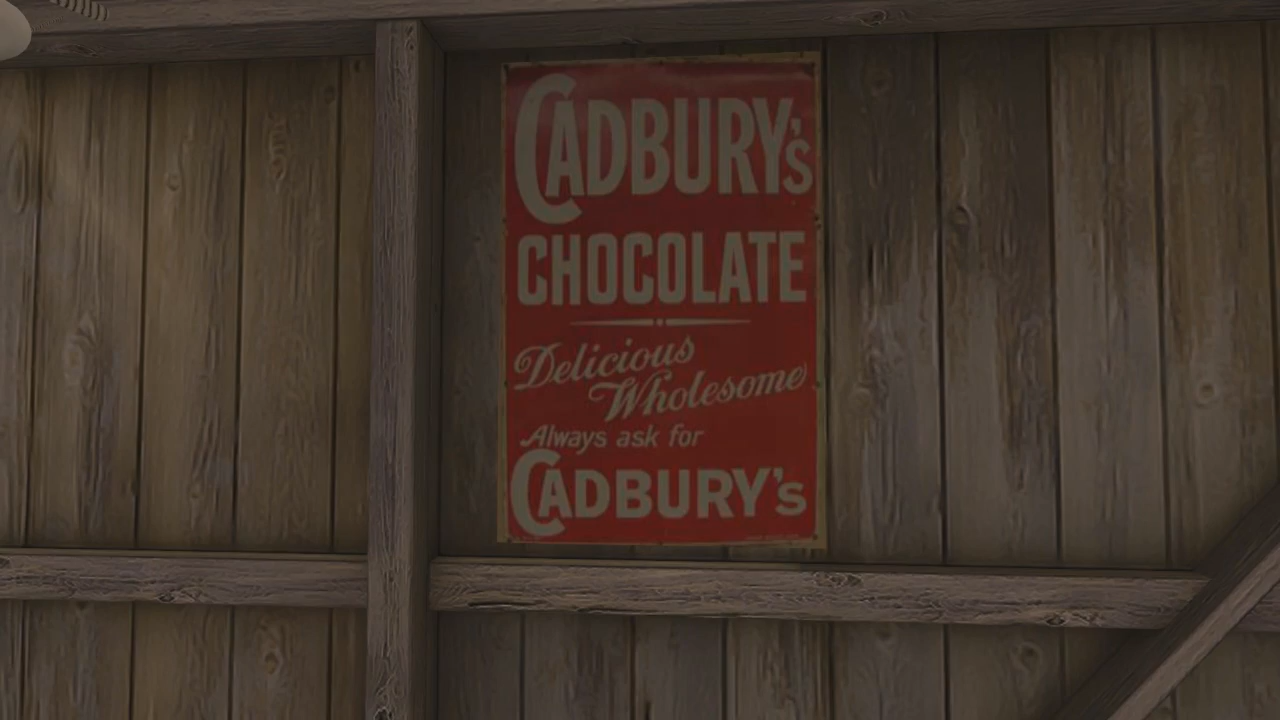 CADBURY's
CHOCOLATE
Delicious
Wholesome
Always ask for
CADBURY's